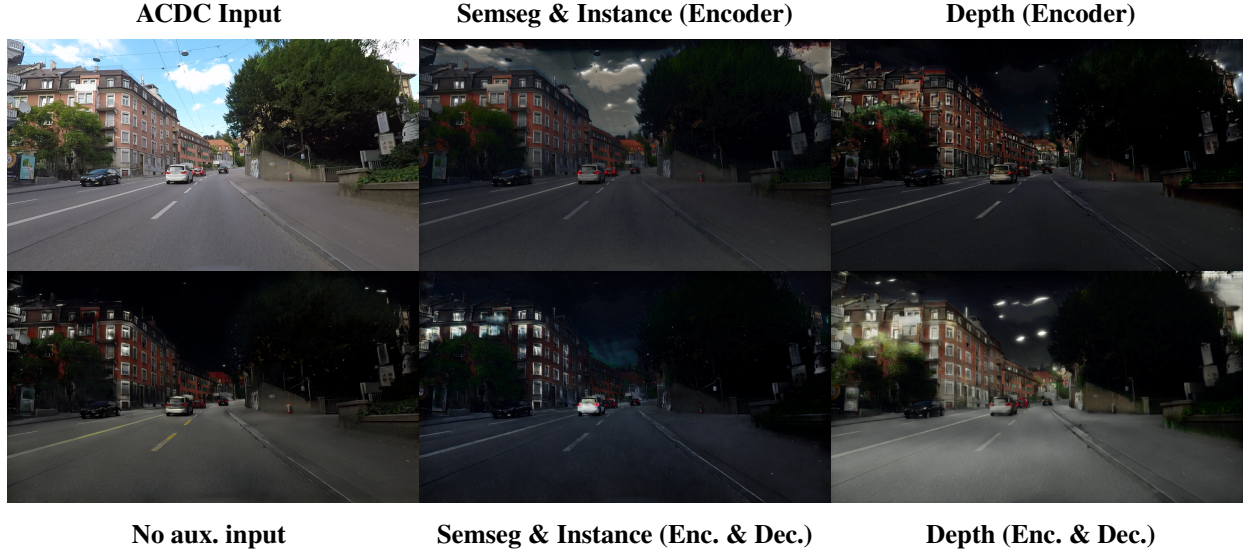 ACDC Input
Semseg & Instance (Encoder)
Depth (Encoder)
No aux. input
Semseg & Instance (Enc. & Dec.)
Depth (Enc. & Dec.)